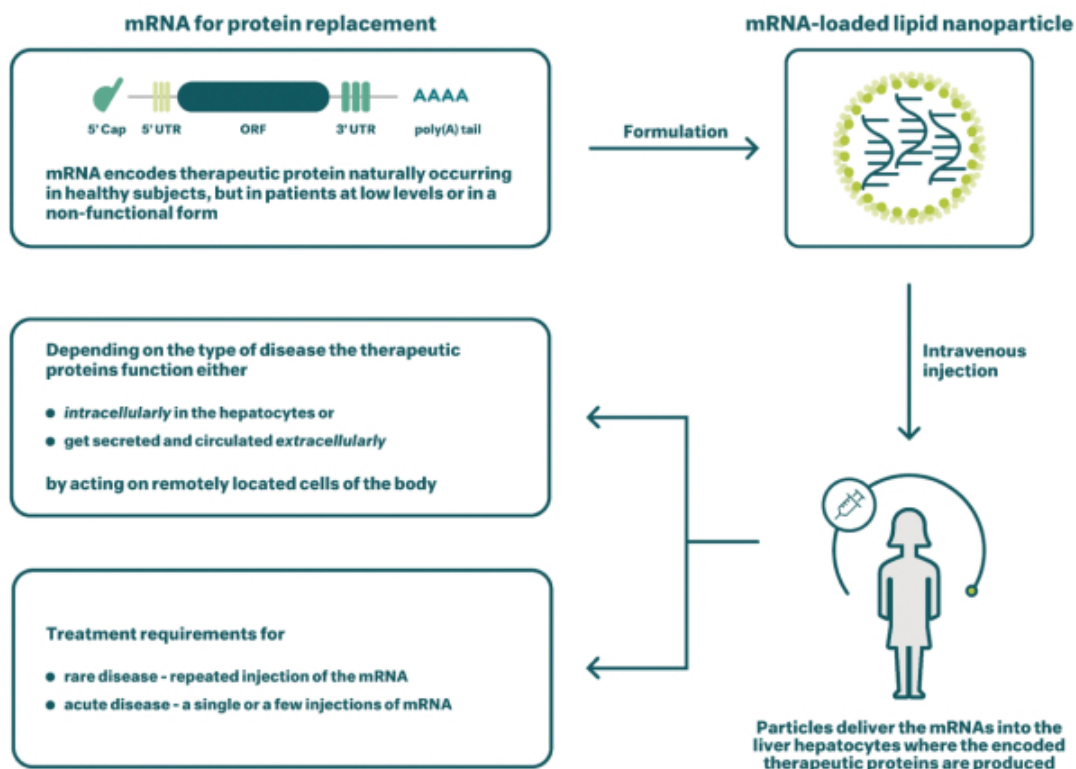 mRNA for protein replacement
5' Cap 5' UTR ORF 3' UTR AAAA poly(A) tail
mRNA encodes therapeutic protein naturally occurring
in healthy subjects, but in patients at low levels or in a
non-functional form
Formulation
mRNA-loaded lipid nanoparticle
Intravenous
injection
Depending on the type of disease the therapeutic
proteins function either
● intracellularly in the hepatocytes or
● get secreted and circulated extracellularly
by acting on remotely located cells of the body
Treatment requirements for
● rare disease - repeated injection of the mRNA
● acute disease - a single or a few injections of mRNA
Particles deliver the mRNAs into the
liver hepatocytes where the encoded
therapeutic proteins are produced